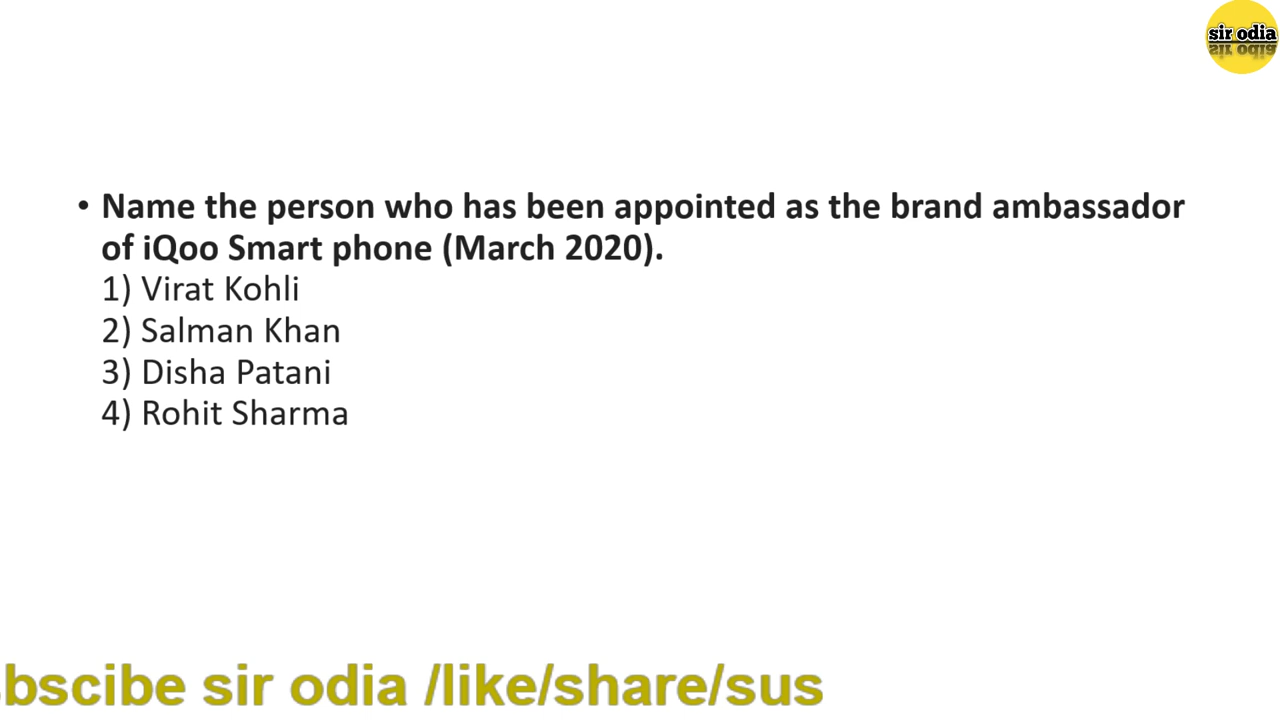 sir odia
• Name the person who has been appointed as the brand ambassador
of iQoo Smart phone (March 2020).
1) Virat Kohli
2) Salman Khan
3) Disha Patani
4) Rohit Sharma
bscibe sir odia /like/share/sus